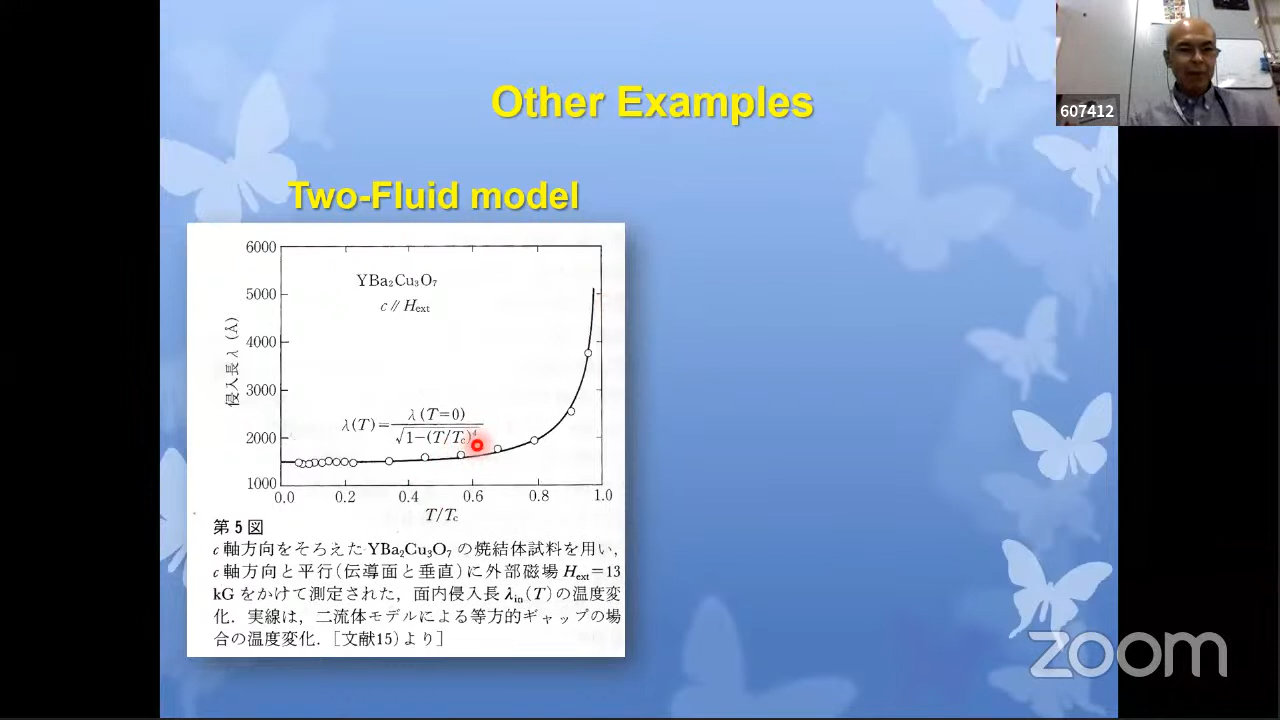 Other Examples
607412
Two-Fluid model
6000
5000
4000
3000
2000
1000
侵入長 λ (Å)
YBa₂Cu₃O₇
c // H_ext
λ(T)= λ(T=0) / √1−(T/T_c)⁴
0.0 0.2 0.4 0.6 0.8 1.0
T/T_c
第5図
c 軸方向をそろえた YBa₂Cu₃O₇ の焼結体試料を用い,
c 軸方向と平行(伝導面と垂直)に外部磁場 H_ext=13
kG をかけて測定された, 面内侵入長 λ_in(T) の温度変
化. 実線は, 二流体モデルによる等方的ギャップの場
合の温度変化. [文献15)より]
zoom